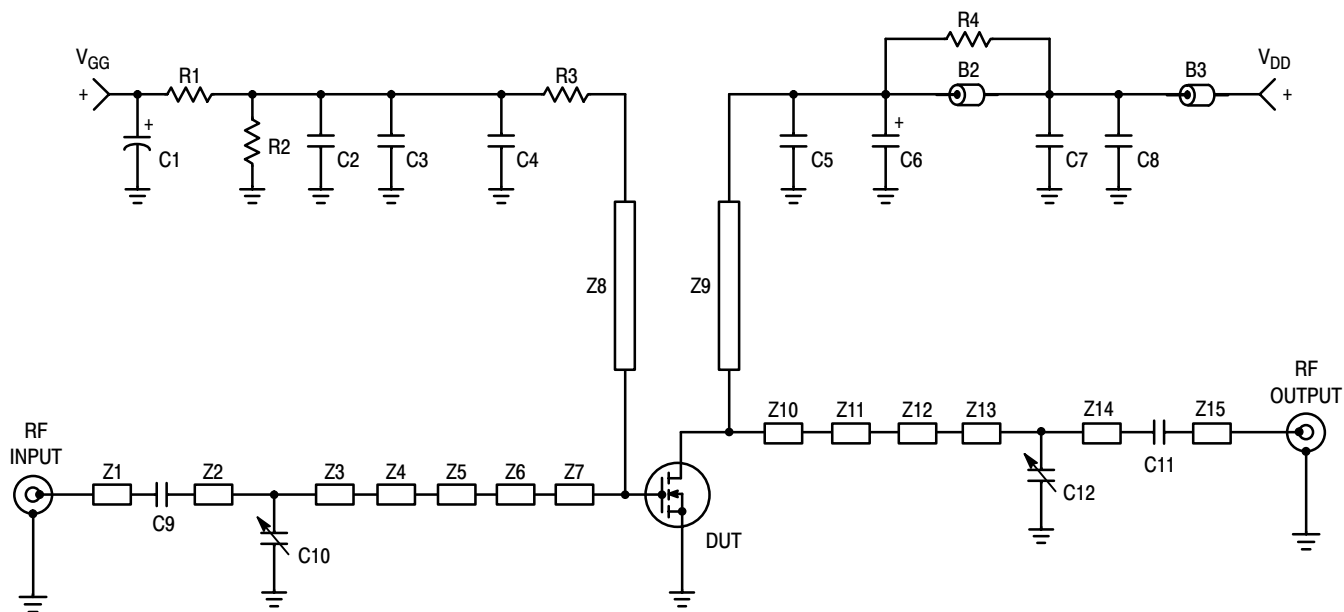 R4
V_GG
+
R1
R3
B2
B3
V_DD
+
+
C1
R2
C2
C3
C4
C5
+
C6
C7
C8
Z8
Z9
RF
INPUT
Z1
C9
Z2
C10
Z3
Z4
Z5
Z6
Z7
DUT
Z10
Z11
Z12
Z13
C12
Z14
C11
Z15
RF
OUTPUT